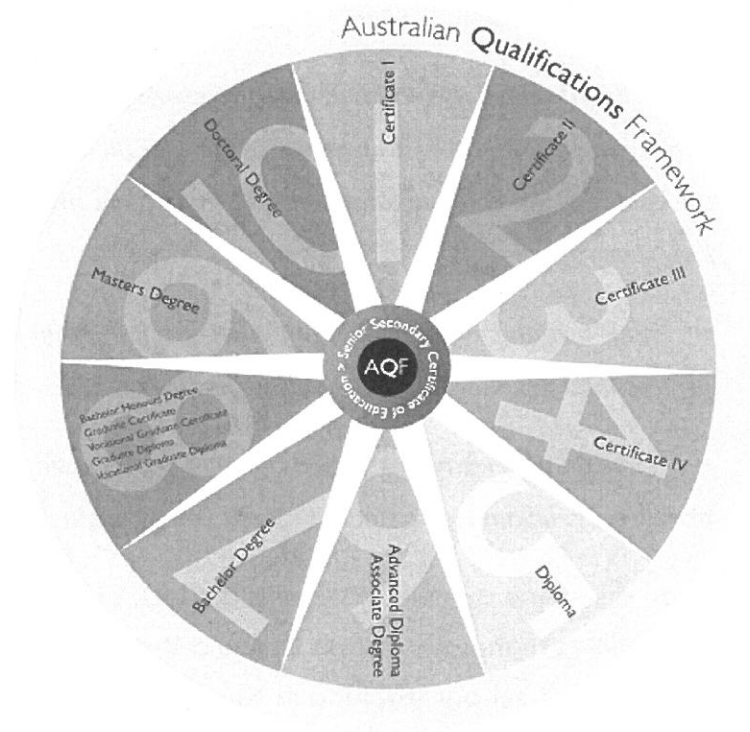 Australian Qualifications Framework
1
Certificate I
2
Certificate II
3
Certificate III
4
Certificate IV
5
Diploma
6
Advanced Diploma
Associate Degree
7
Bachelor Degree
8
Bachelor Honours Degree
Graduate Certificate
Vocational Graduate Certificate
Graduate Diploma
Vocational Graduate Diploma
9
Masters Degree
10
Doctoral Degree
AQF
> Senior Secondary Certificate of Education